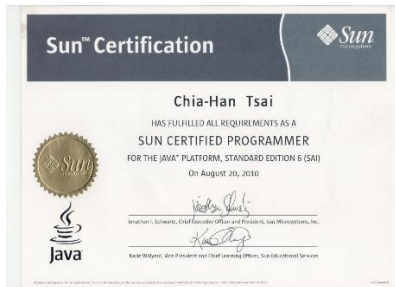 Sun™ Certification
Sun
microsystems
Chia-Han Tsai
HAS FULFILLED ALL REQUIREMENTS AS A
SUN CERTIFIED PROGRAMMER
FOR THE JAVA™ PLATFORM, STANDARD EDITION 6 (SAI)
On August 20, 2010
Jonathan I. Schwartz, Chief Executive Officer and President, Sun Microsystems, Inc.
Karie Willyerd, Vice President and Chief Learning Officer, Sun Educational Services
Sun
Java